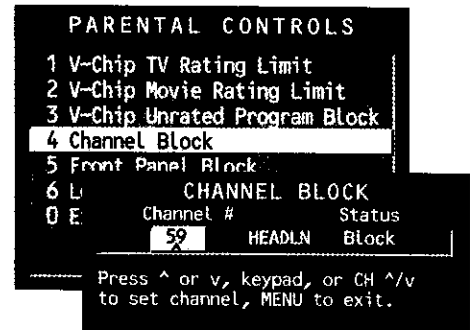 PARENTAL CONTROLS
1 V-Chip TV Rating Limit
2 V-Chip Movie Rating Limit
3 V-Chip Unrated Program Block
4 Channel Block
5 Front Panel Block
6 L
0 E
CHANNEL BLOCK
Channel # Status
59 HEADLN Block
Press ^ or v, keypad, or CH ^/v
to set channel, MENU to exit.